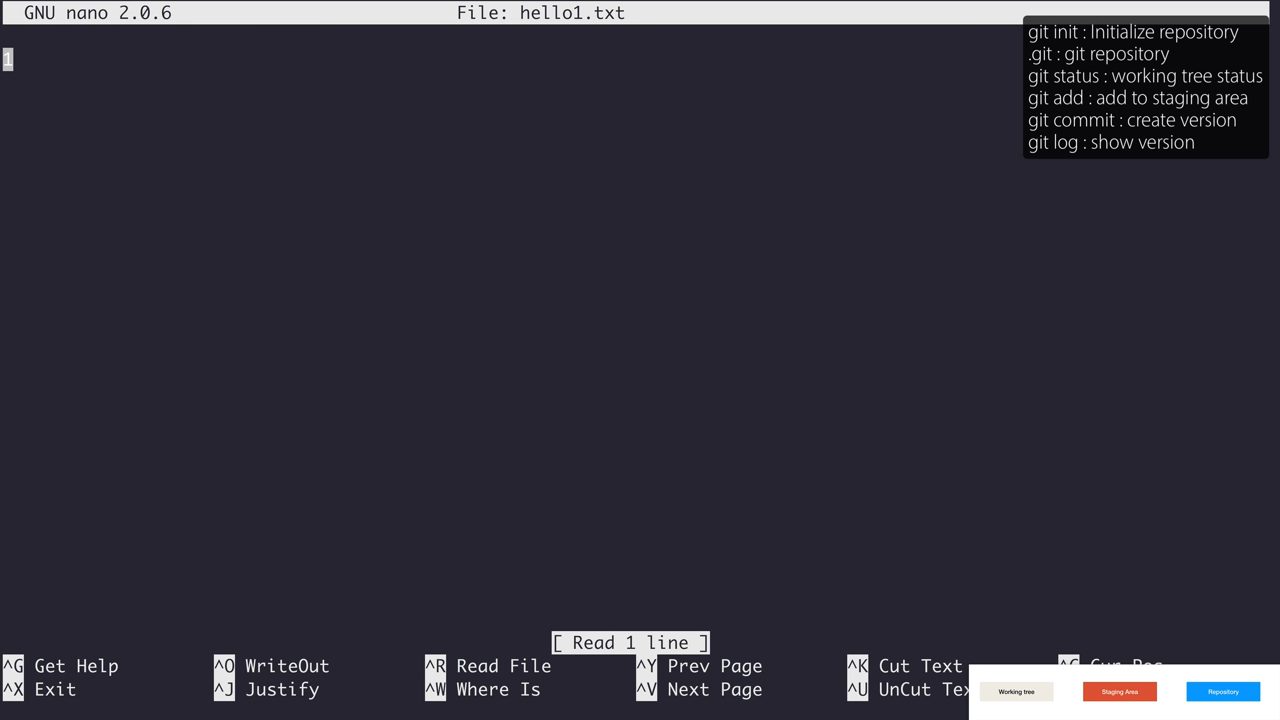 GNU nano 2.0.6 File: hello1.txt
git init : Initialize repository
.git : git repository
git status : working tree status
git add : add to staging area
git commit : create version
git log : show version
1
[ Read 1 line ]
^G Get Help ^O WriteOut ^R Read File ^Y Prev Page ^K Cut Text ^C Cur Pos
^X Exit ^J Justify ^W Where Is ^V Next Page ^U UnCut Tex
Working tree Staging Area Repository